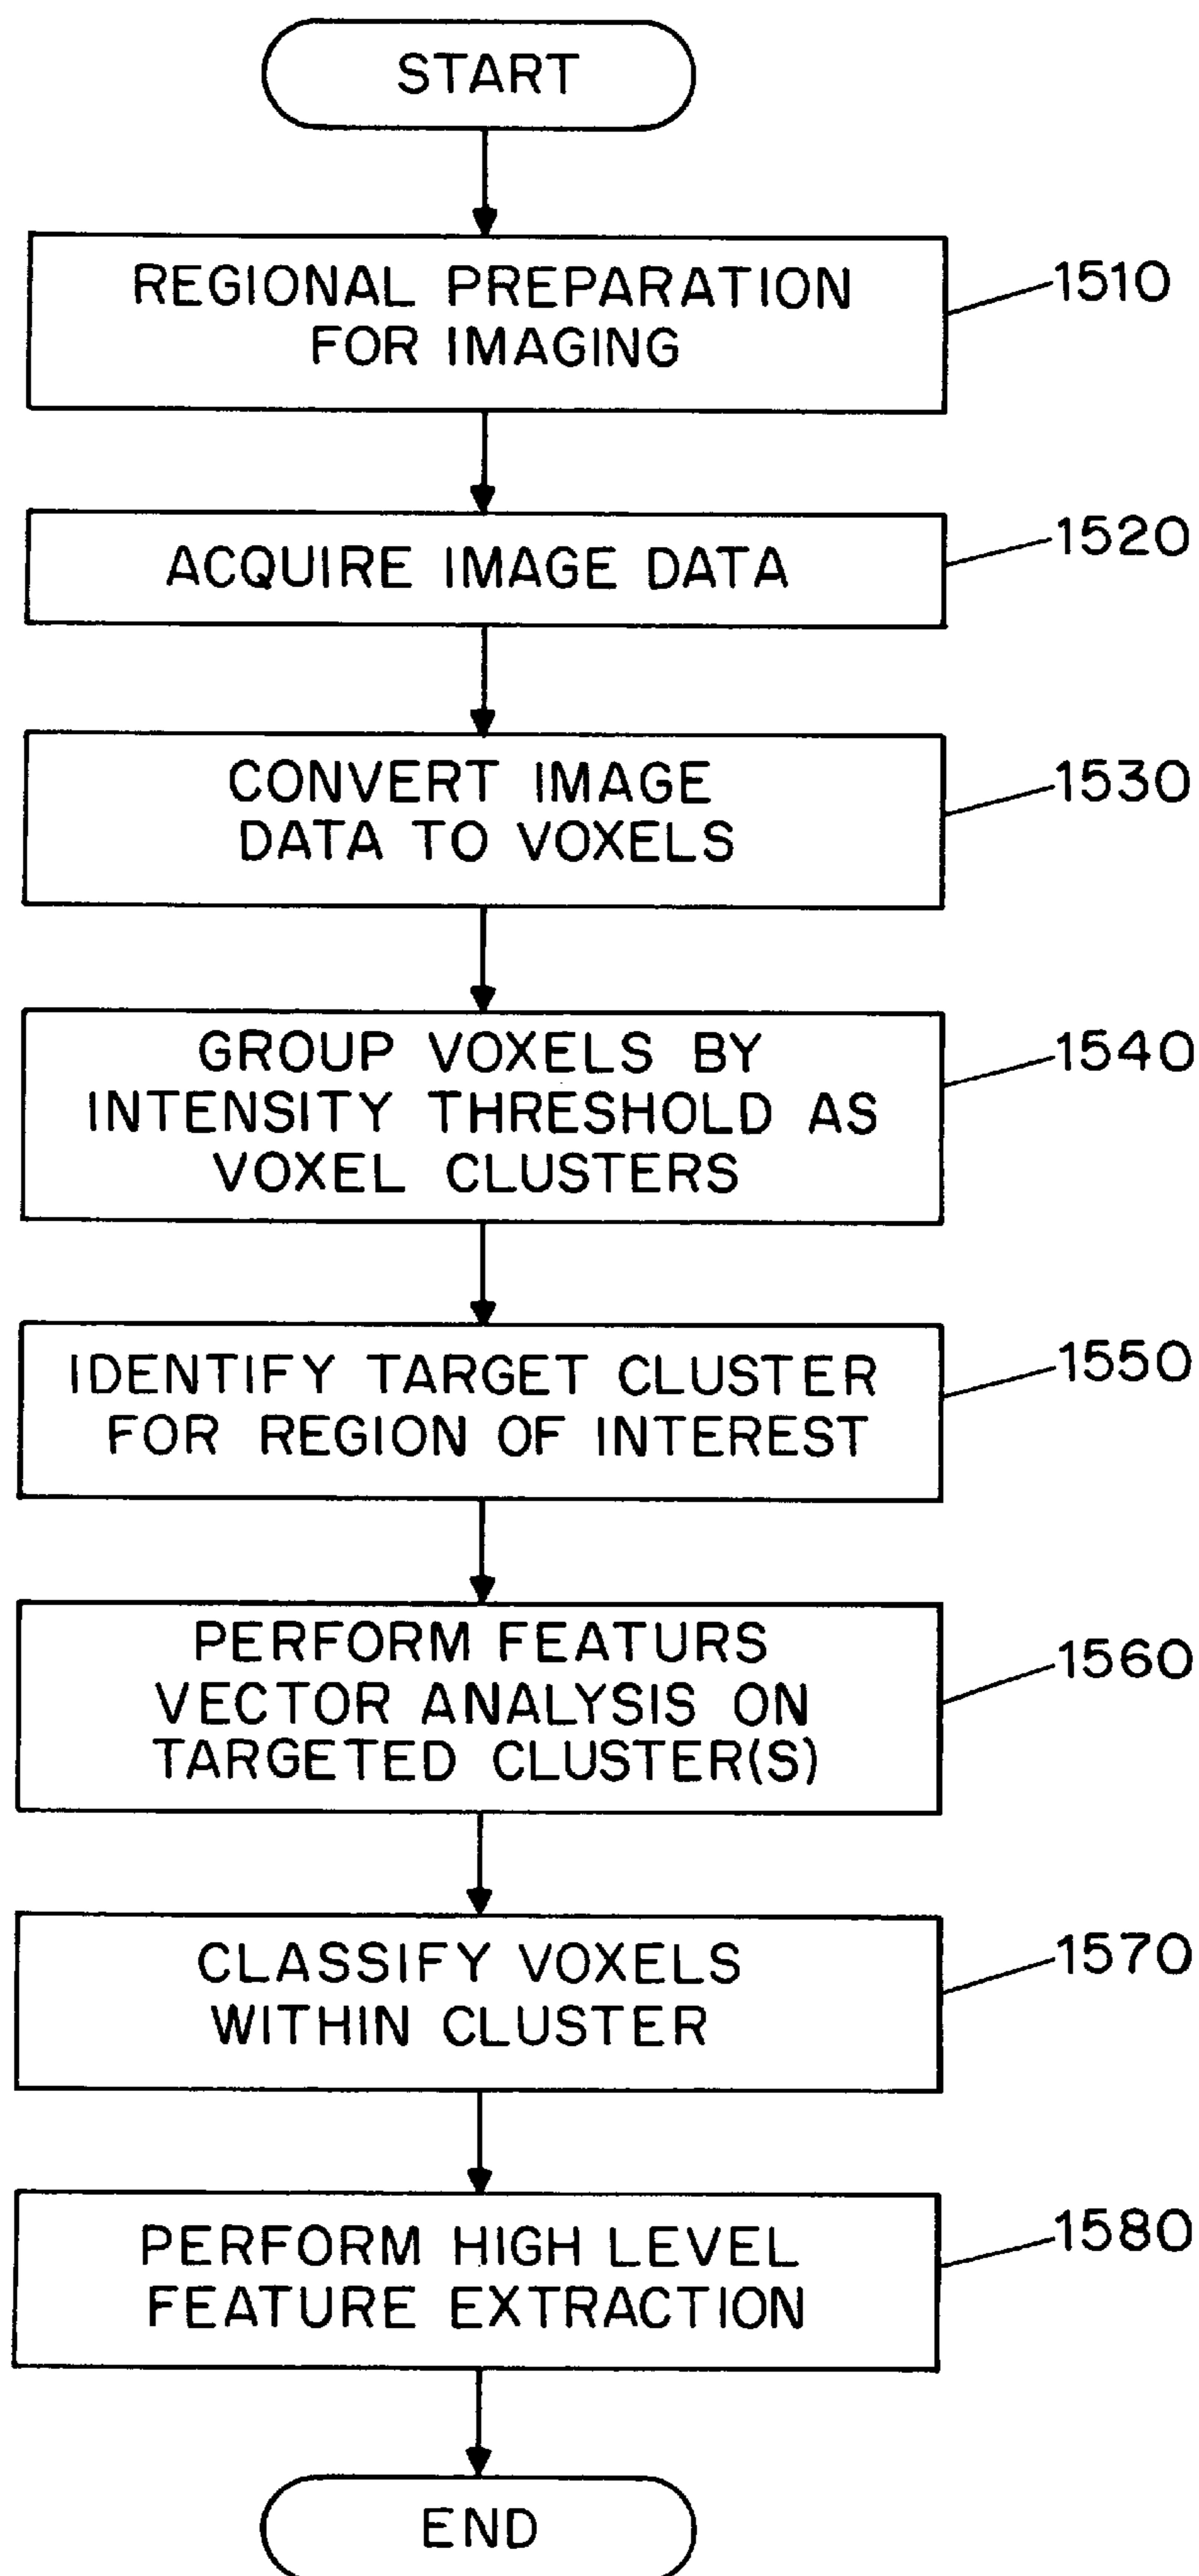 START
REGIONAL PREPARATION
FOR IMAGING
1510
ACQUIRE IMAGE DATA
1520
CONVERT IMAGE
DATA TO VOXELS
1530
GROUP VOXELS BY
INTENSITY THRESHOLD AS
VOXEL CLUSTERS
1540
IDENTIFY TARGET CLUSTER
FOR REGION OF INTEREST
1550
PERFORM FEATURS
VECTOR ANALYSIS ON
TARGETED CLUSTER(S)
1560
CLASSIFY VOXELS
WITHIN CLUSTER
1570
PERFORM HIGH LEVEL
FEATURE EXTRACTION
1580
END